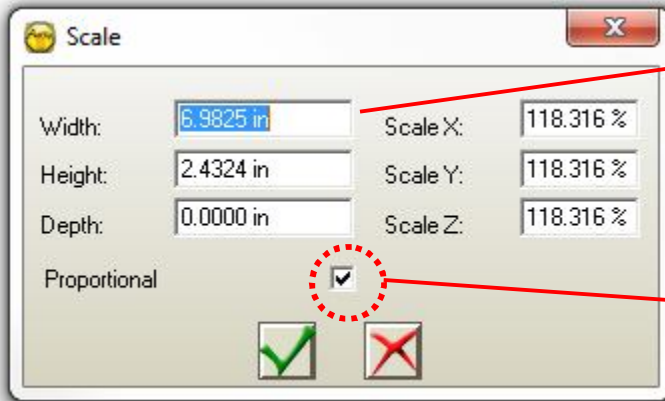 Scale
Width: 6.9825 in Scale X: 118.316 %
Height: 2.4324 in Scale Y: 118.316 %
Depth: 0.0000 in Scale Z: 118.316 %
Proportional